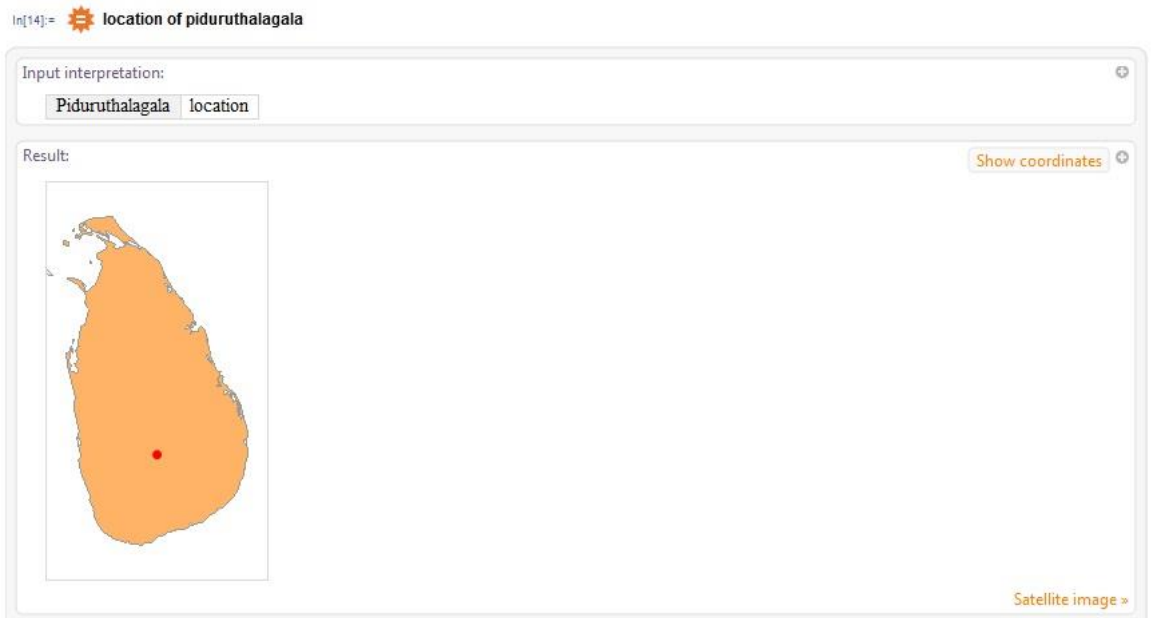 In[14]:= location of piduruthalagala
Input interpretation:
Piduruthalagala location
Result:
Show coordinates
Satellite image »